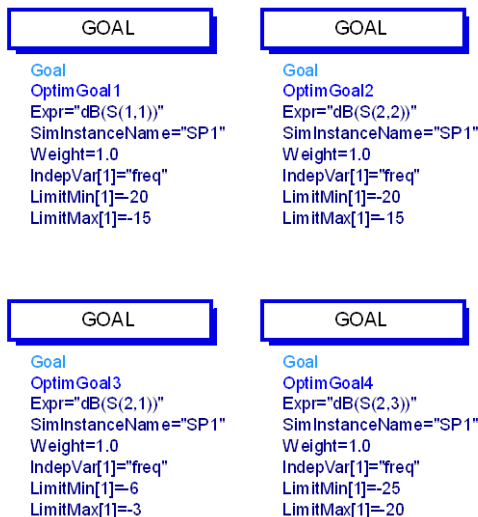 GOAL
Goal
OptimGoal1
Expr="dB(S(1,1))"
SimInstanceName="SP1"
Weight=1.0
IndepVar[1]="freq"
LimitMin[1]=-20
LimitMax[1]=-15
GOAL
Goal
OptimGoal2
Expr="dB(S(2,2))"
SimInstanceName="SP1"
Weight=1.0
IndepVar[1]="freq"
LimitMin[1]=-20
LimitMax[1]=-15
GOAL
Goal
OptimGoal3
Expr="dB(S(2,1))"
SimInstanceName="SP1"
Weight=1.0
IndepVar[1]="freq"
LimitMin[1]=-6
LimitMax[1]=-3
GOAL
Goal
OptimGoal4
Expr="dB(S(2,3))"
SimInstanceName="SP1"
Weight=1.0
IndepVar[1]="freq"
LimitMin[1]=-25
LimitMax[1]=-20